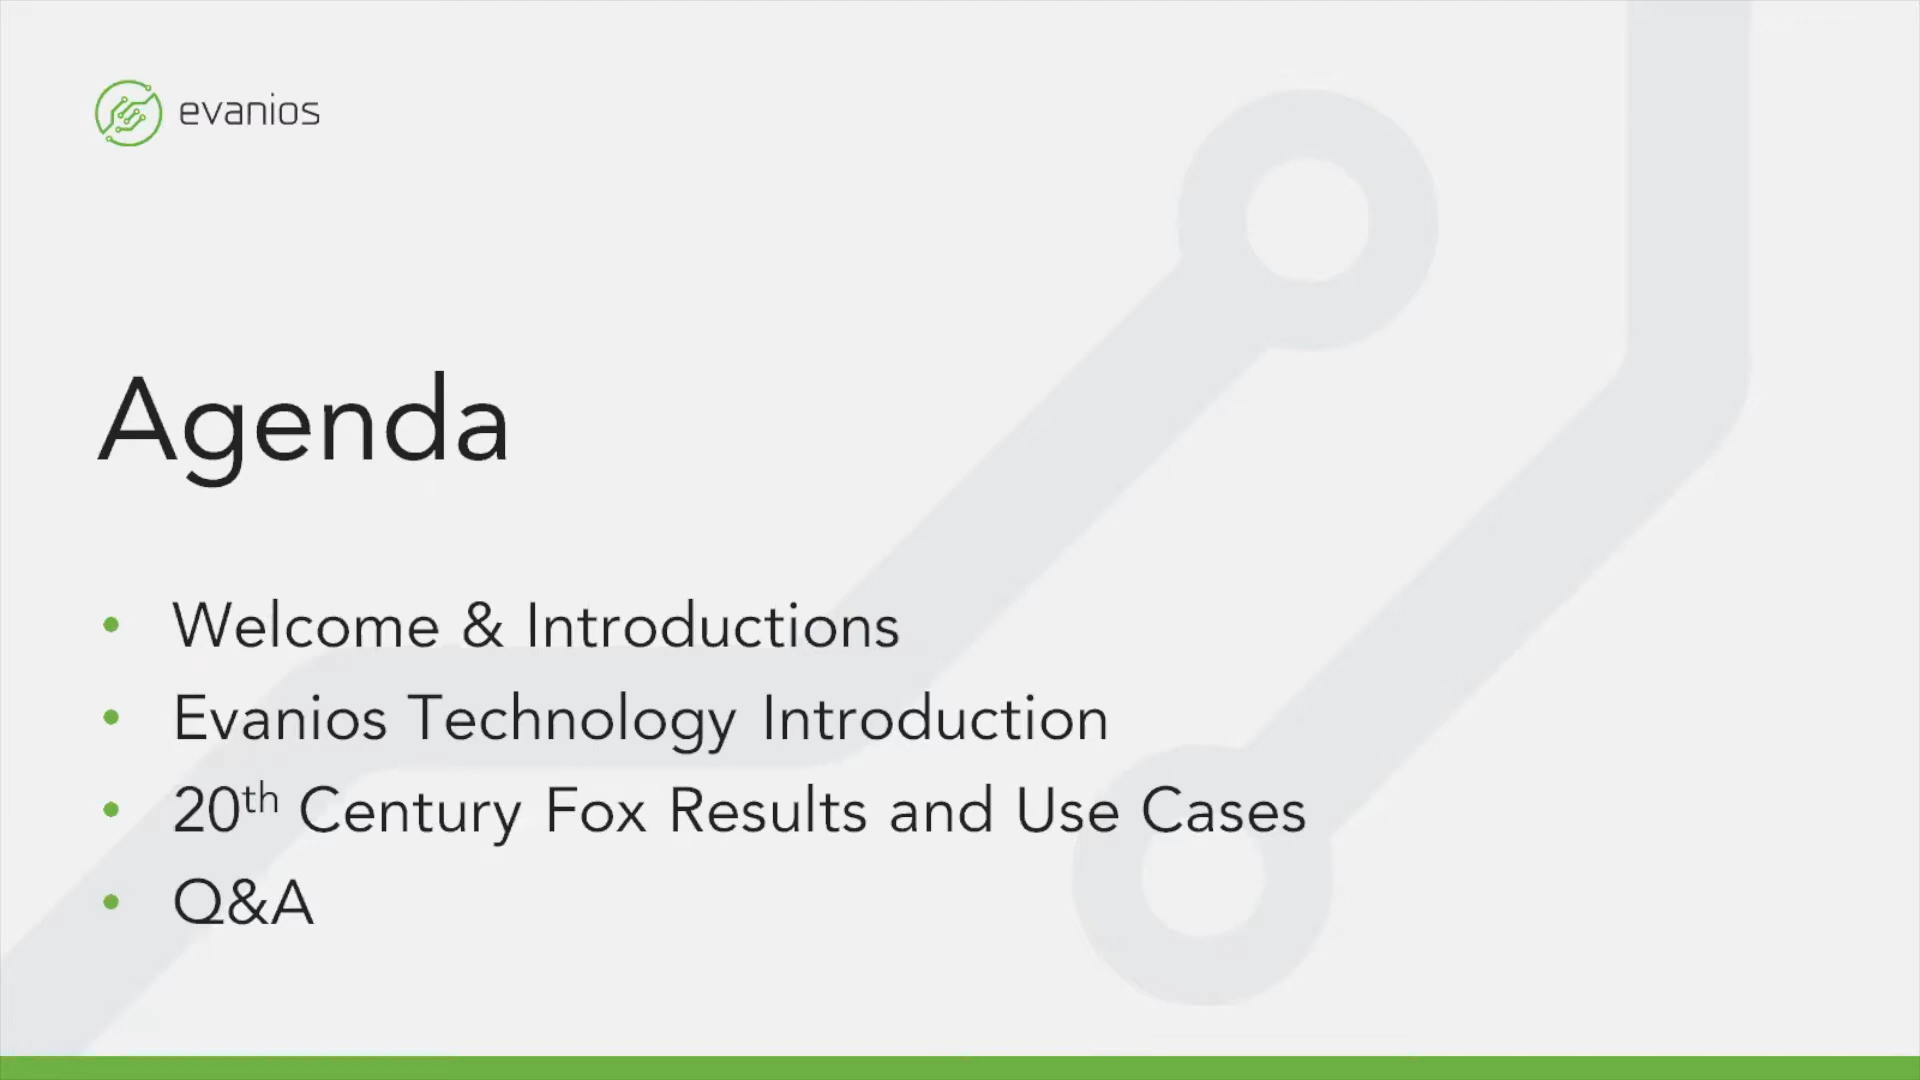 evanios
Agenda
• Welcome & Introductions
• Evanios Technology Introduction
• 20th Century Fox Results and Use Cases
• Q&A